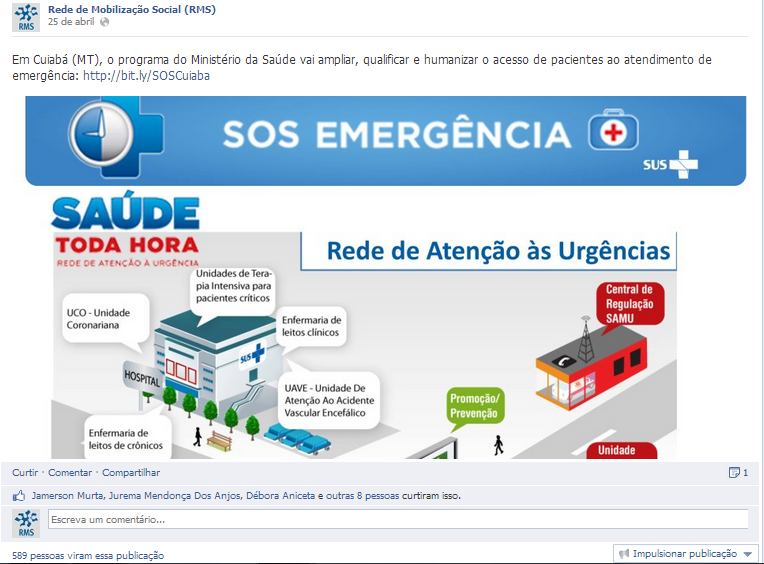 Rede de Mobilização Social (RMS)
25 de abril
RMS
Em Cuiabá (MT), o programa do Ministério da Saúde vai ampliar, qualificar e humanizar o acesso de pacientes ao atendimento de
emergência: http://bit.ly/SOSCuiaba
SOS EMERGÊNCIA
SUS
SAÚDE
TODA HORA
REDE DE ATENÇÃO À URGÊNCIA
Rede de Atenção às Urgências
Unidades de Tera-
pia Intensiva para
pacientes críticos
UCO - Unidade
Coronariana
Enfermaria de
leitos clínicos
Central de
Regulação
SAMU
SUS
HOSPITAL
UAVE - Unidade De
Atenção Ao Acidente
Vascular Encefálico
Promoção/
Prevenção
Enfermaria de
leitos de crônicos
Unidade
Curtir · Comentar · Compartilhar
1
Jamerson Murta, Jurema Mendonça Dos Anjos, Débora Aniceta e outras 8 pessoas curtiram isso.
RMS
Escreva um comentário...
589 pessoas viram essa publicação
Impulsionar publicação